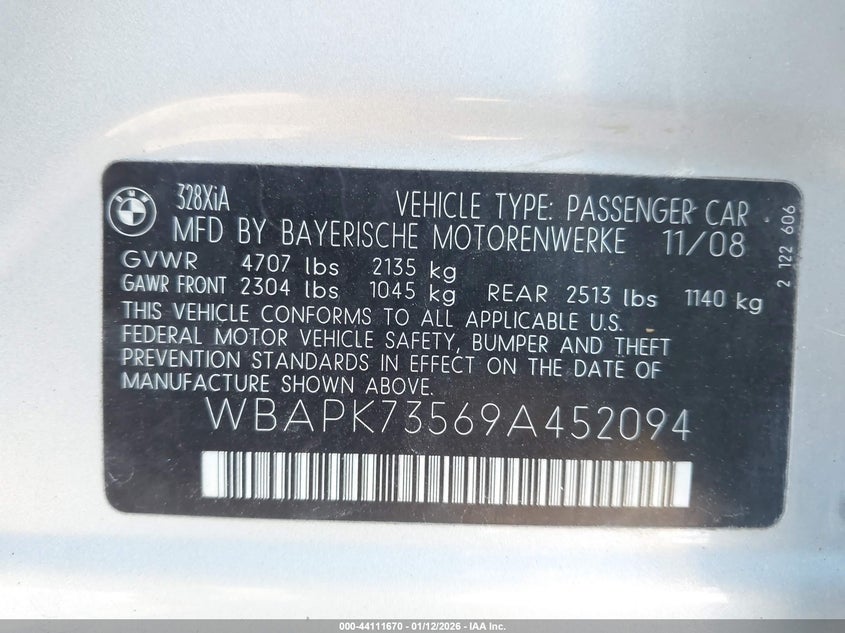 BMW
328XiA
VEHICLE TYPE: PASSENGER CAR
MFD BY BAYERISCHE MOTORENWERKE 11/08
GVWR 4707 lbs 2135 kg
GAWR FRONT 2304 lbs 1045 kg REAR 2513 lbs 1140 kg
THIS VEHICLE CONFORMS TO ALL APPLICABLE U.S.
FEDERAL MOTOR VEHICLE SAFETY, BUMPER AND THEFT
PREVENTION STANDARDS IN EFFECT ON THE DATE OF
MANUFACTURE SHOWN ABOVE.
WBAPK73569A452094
2 122 606
© - 44111670 - 01/12/2026 - IAA Inc.